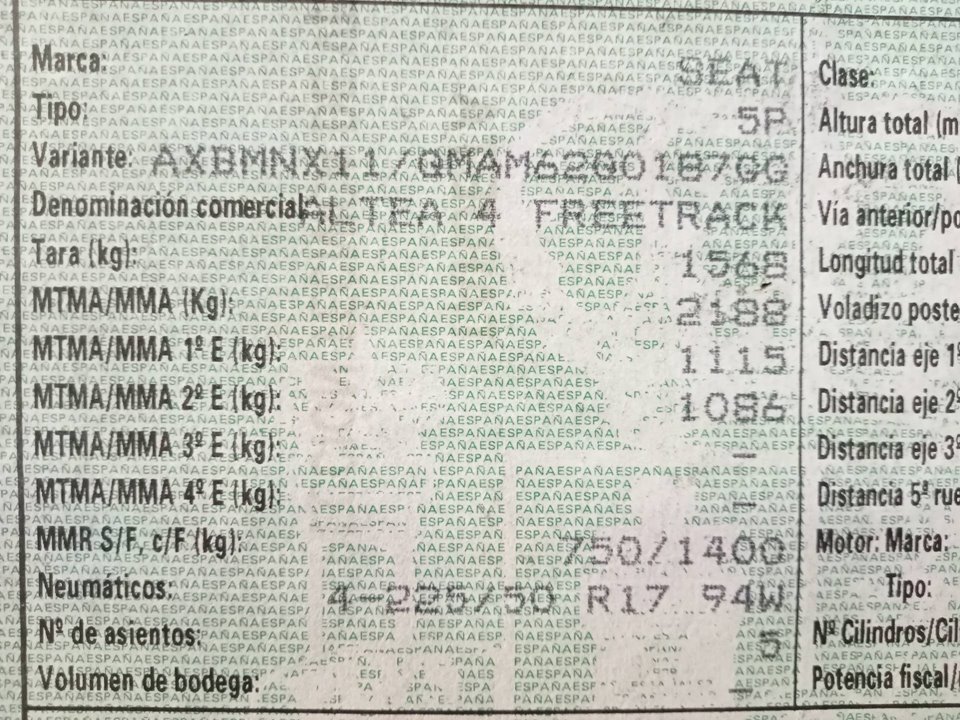 Marca: SEAT
Tipo: 5P
Variante: AXBMNX11/GMAM62G0187GG
Denominación comercial: ALTEA 4 FREETRACK
Tara (kg): 1568
MTMA/MMA (Kg): 2188
MTMA/MMA 1º E (kg): 1115
MTMA/MMA 2º E (kg): 1086
MTMA/MMA 3º E (kg): –
MTMA/MMA 4º E (kg): –
MMR S/F, c/F (kg): 750/1400
Neumáticos: 4-225/50 R17 94W
Nº de asientos: 5
Volumen de bodega: –
Clase:
Altura total (m
Anchura total (
Vía anterior/po
Longitud total
Voladizo poste
Distancia eje 1º
Distancia eje 2º
Distancia eje 3º
Distancia 5ª rue
Motor: Marca:
Tipo:
Nº Cilindros/Cil
Potencia fiscal/